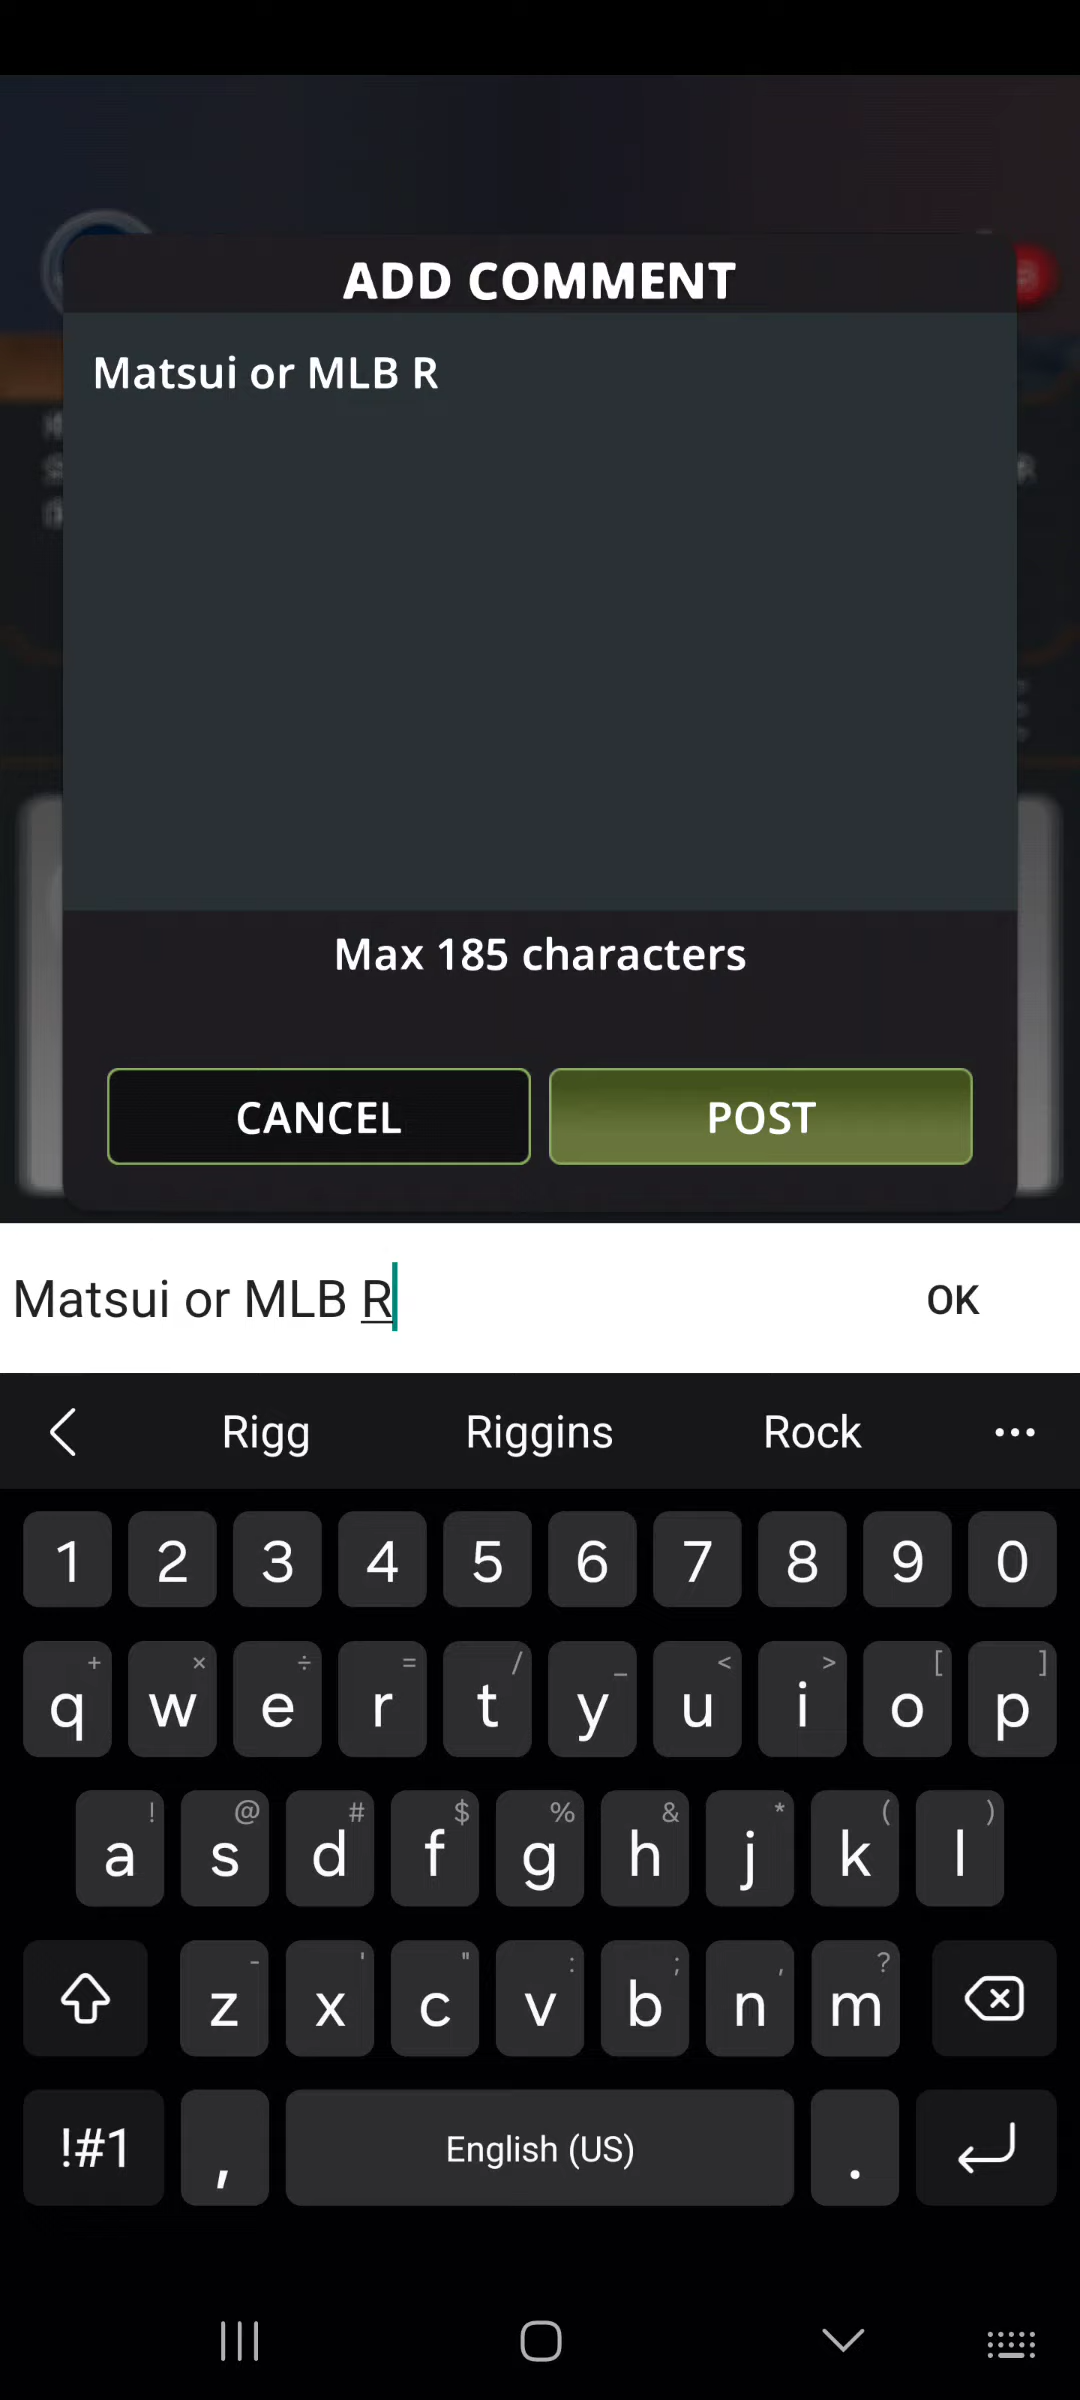 ADD COMMENT
Matsui or MLB R
Max 185 characters
CANCEL POST
Matsui or MLB R OK
Rigg Riggins Rock ...
1 2 3 4 5 6 7 8 9 0
+ × ÷ = / _ < > [ ]
q w e r t y u i o p
! @ # $ % & * ( )
a s d f g h j k l
- ' " : ; , ?
z x c v b n m
!#1 , English (US) .